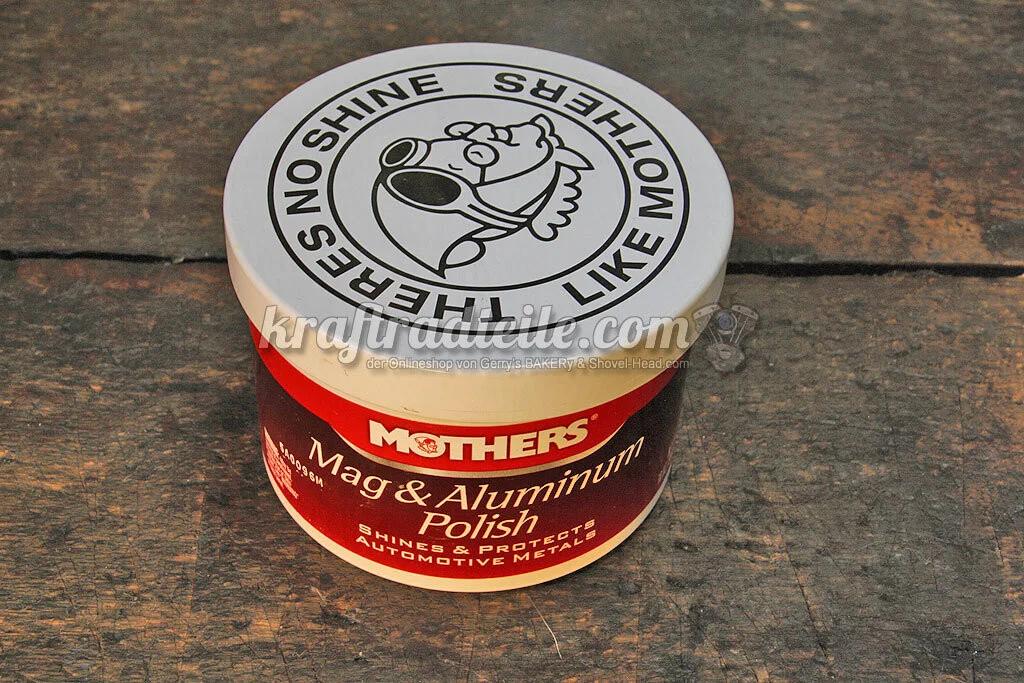 THERES NO SHINE
LIKE MOTHERS
kraftradteile.com
der Onlineshop von Gerry's BAKERY & Shovel-Head.com
MOTHERS®
Mag & Aluminum
Polish
SHINES & PROTECTS
AUTOMOTIVE METALS